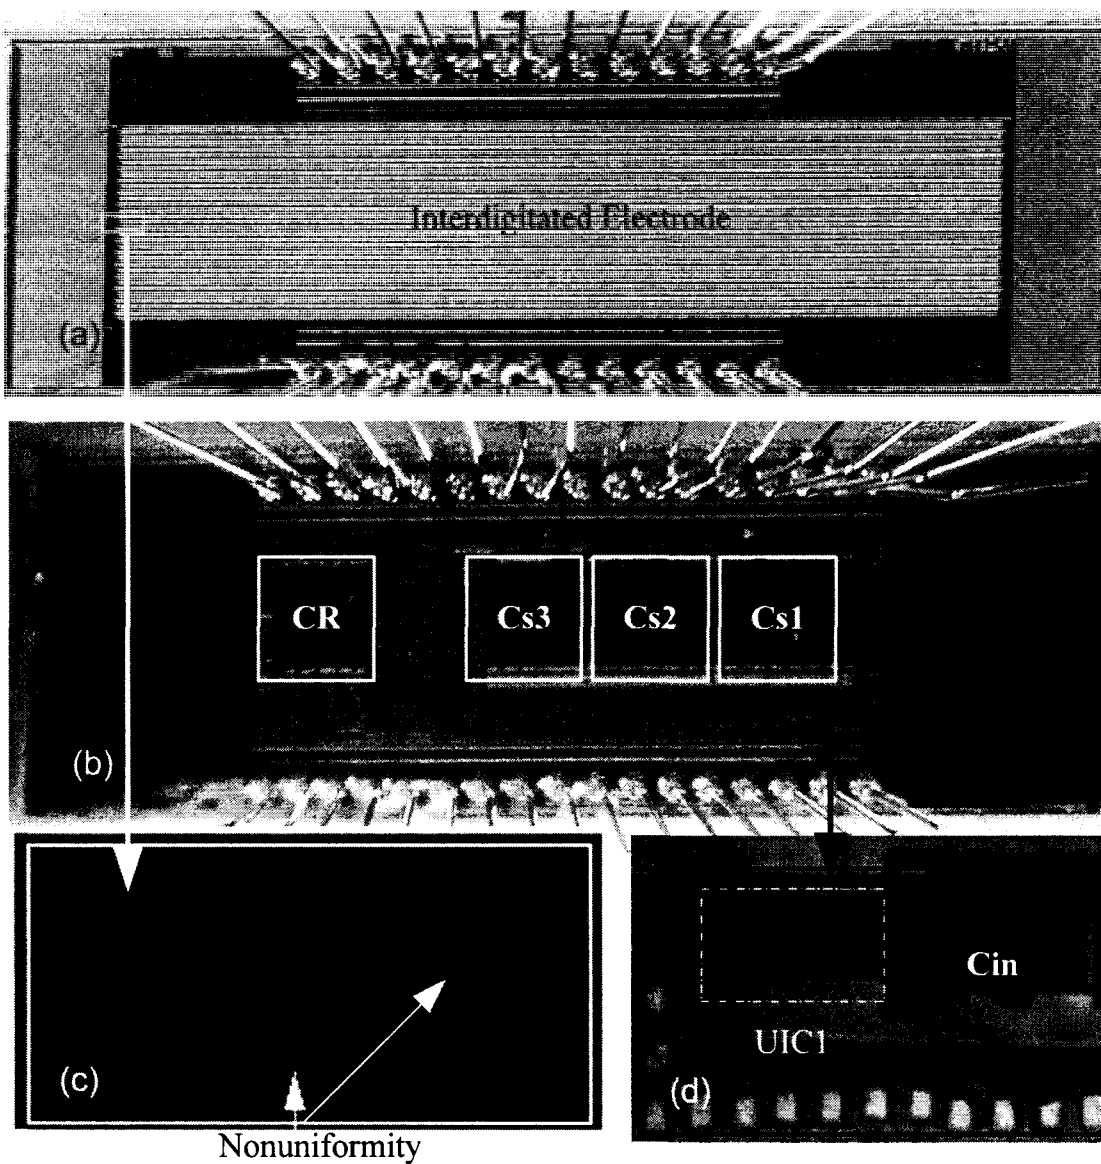 Interdigitated Electrode
(a)
CR
Cs3
Cs2
Cs1
(b)
Cin
UIC1
(c)
(d)
Nonuniformity